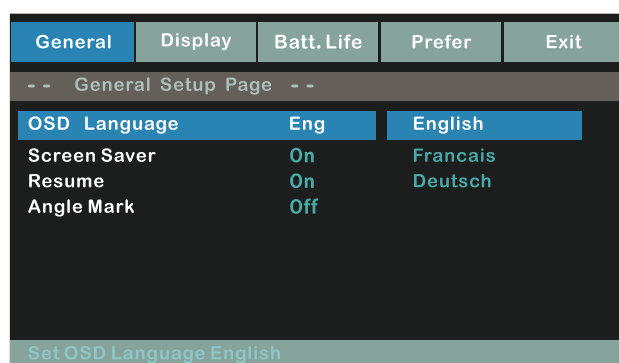 General Display Batt. Life Prefer Exit
-- General Setup Page --
OSD Language Eng English
Screen Saver On Francais
Resume On Deutsch
Angle Mark Off
Set OSD Language English